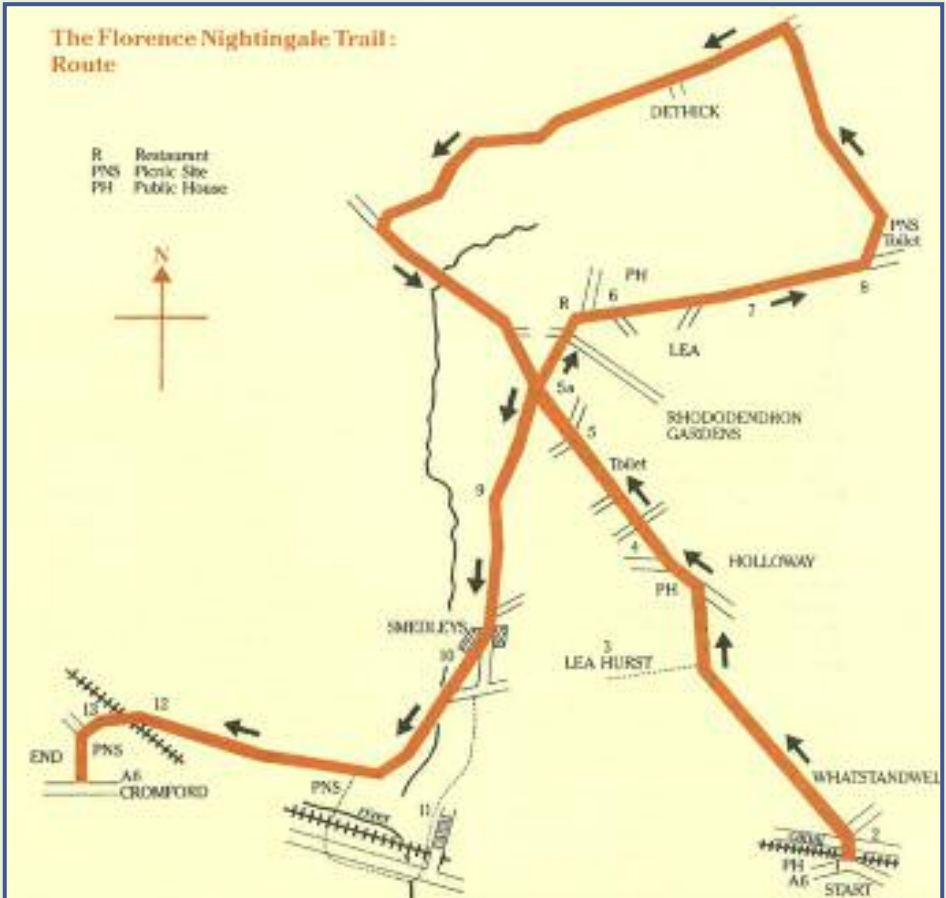 The Florence Nightingale Trail :
Route
R Restaurant
PNS Picnic Site
PH Public House
N
DETHICK
PNS
Toilet
PH
R
6
7
8
LEA
5a
RHODODENDRON
GARDENS
5
Toilet
9
4
HOLLOWAY
PH
SMEDLEYS
10
3
LEA HURST
13
12
END
PNS
A6
CROMFORD
PNS
river
11
WHATSTANDWEL
2
canal
PH
A6
START